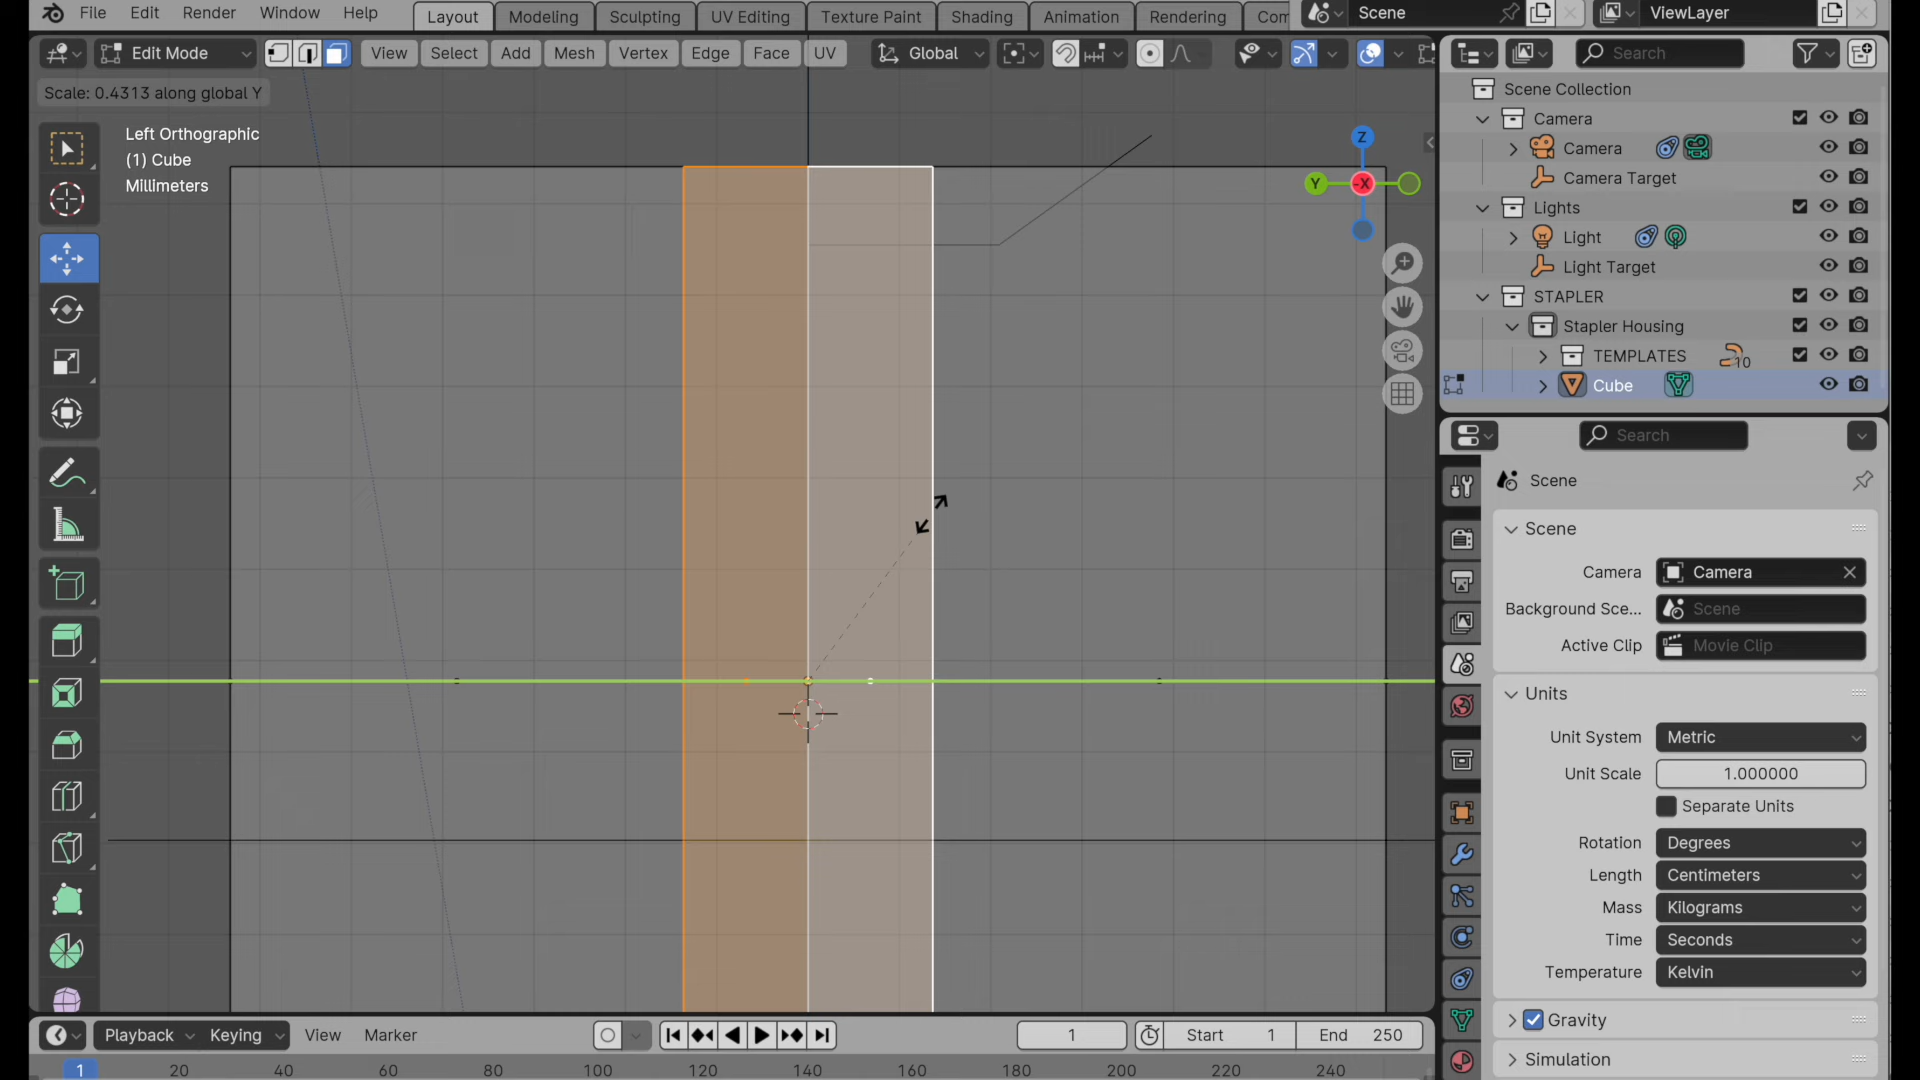 File Edit Render Window Help Layout Modeling Sculpting UV Editing Texture Paint Shading Animation Rendering Com Scene ViewLayer
Edit Mode View Select Add Mesh Vertex Edge Face UV Global Search
Scale: 0.4313 along global Y
Left Orthographic
(1) Cube
Millimeters
Z
Y
-X
Scene Collection
Camera
Camera
Camera Target
Lights
Light
Light Target
STAPLER
Stapler Housing
TEMPLATES 10
Cube
Search
Scene
Scene
Camera Camera
Background Sce... Scene
Active Clip Movie Clip
Units
Unit System Metric
Unit Scale 1.000000
Separate Units
Rotation Degrees
Length Centimeters
Mass Kilograms
Time Seconds
Temperature Kelvin
Gravity
Simulation
Playback Keying View Marker 1 Start 1 End 250
1 20 40 60 80 100 120 140 160 180 200 220 240